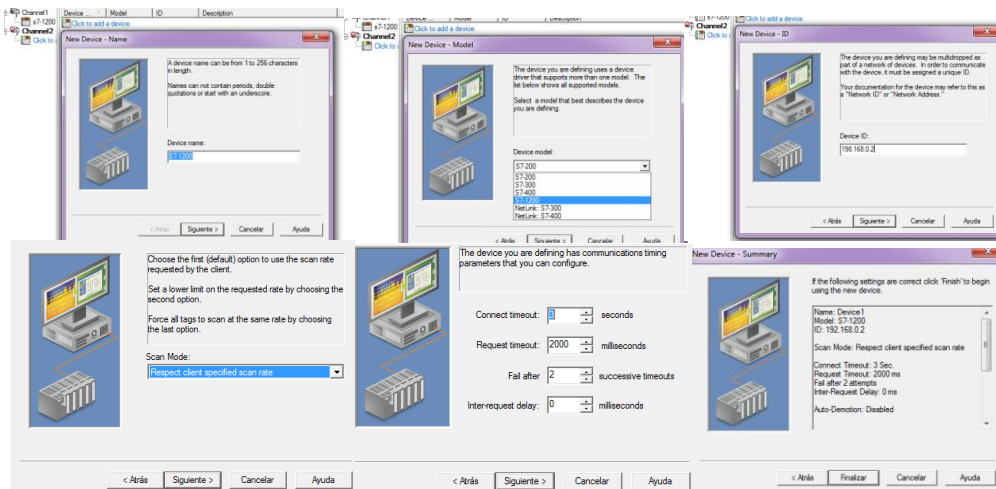 Channel1
s7-1200
Channel2
Click to
Device ... / Model ID Description
Click to add a device.
New Device - Name
A device name can be from 1 to 256 characters
in length.
Names can not contain periods, double
quotations or start with an underscore.
Device name:
S7-1200
< Atrás Siguiente > Cancelar Ayuda
s7-1200
Channel2
Click to
Device ... Model ID Description
Click to add a device.
New Device - Model
The device you are defining uses a device
driver that supports more than one model. The
list below shows all supported models.
Select a model that best describes the device
you are defining.
Device model:
S7-200
S7-200
S7-300
S7-400
S7-1200
NetLink: S7-300
NetLink: S7-400
< Atrás Siguiente > Cancelar Ayuda
s7-1200
Channel2
Click to
Click to add a device.
New Device - ID
The device you are defining may be multidropped as
part of a network of devices. In order to communicate
with the device, it must be assigned a unique ID.
Your documentation for the device may refer to this as
a "Network ID" or "Network Address."
Device ID:
198.168.0.2
< Atrás Siguiente > Cancelar Ayuda
Choose the first (default) option to use the scan rate
requested by the client.
Set a lower limit on the requested rate by choosing the
second option.
Force all tags to scan at the same rate by choosing
the last option.
Scan Mode:
Respect client specified scan rate
< Atrás Siguiente > Cancelar Ayuda
The device you are defining has communications timing
parameters that you can configure.
Connect timeout: 3 seconds
Request timeout: 2000 milliseconds
Fail after 2 successive timeouts
Inter-request delay: 0 milliseconds
< Atrás Siguiente > Cancelar Ayuda
New Device - Summary
If the following settings are correct click 'Finish' to begin
using the new device.
Name: Device1
Model: S7-1200
ID: 192.168.0.2
Scan Mode: Respect client specified scan rate
Connect Timeout: 3 Sec.
Request Timeout: 2000 ms
Fail after 2 attempts
Inter-Request Delay: 0 ms
Auto-Demotion: Disabled
< Atrás Finalizar Cancelar Ayuda